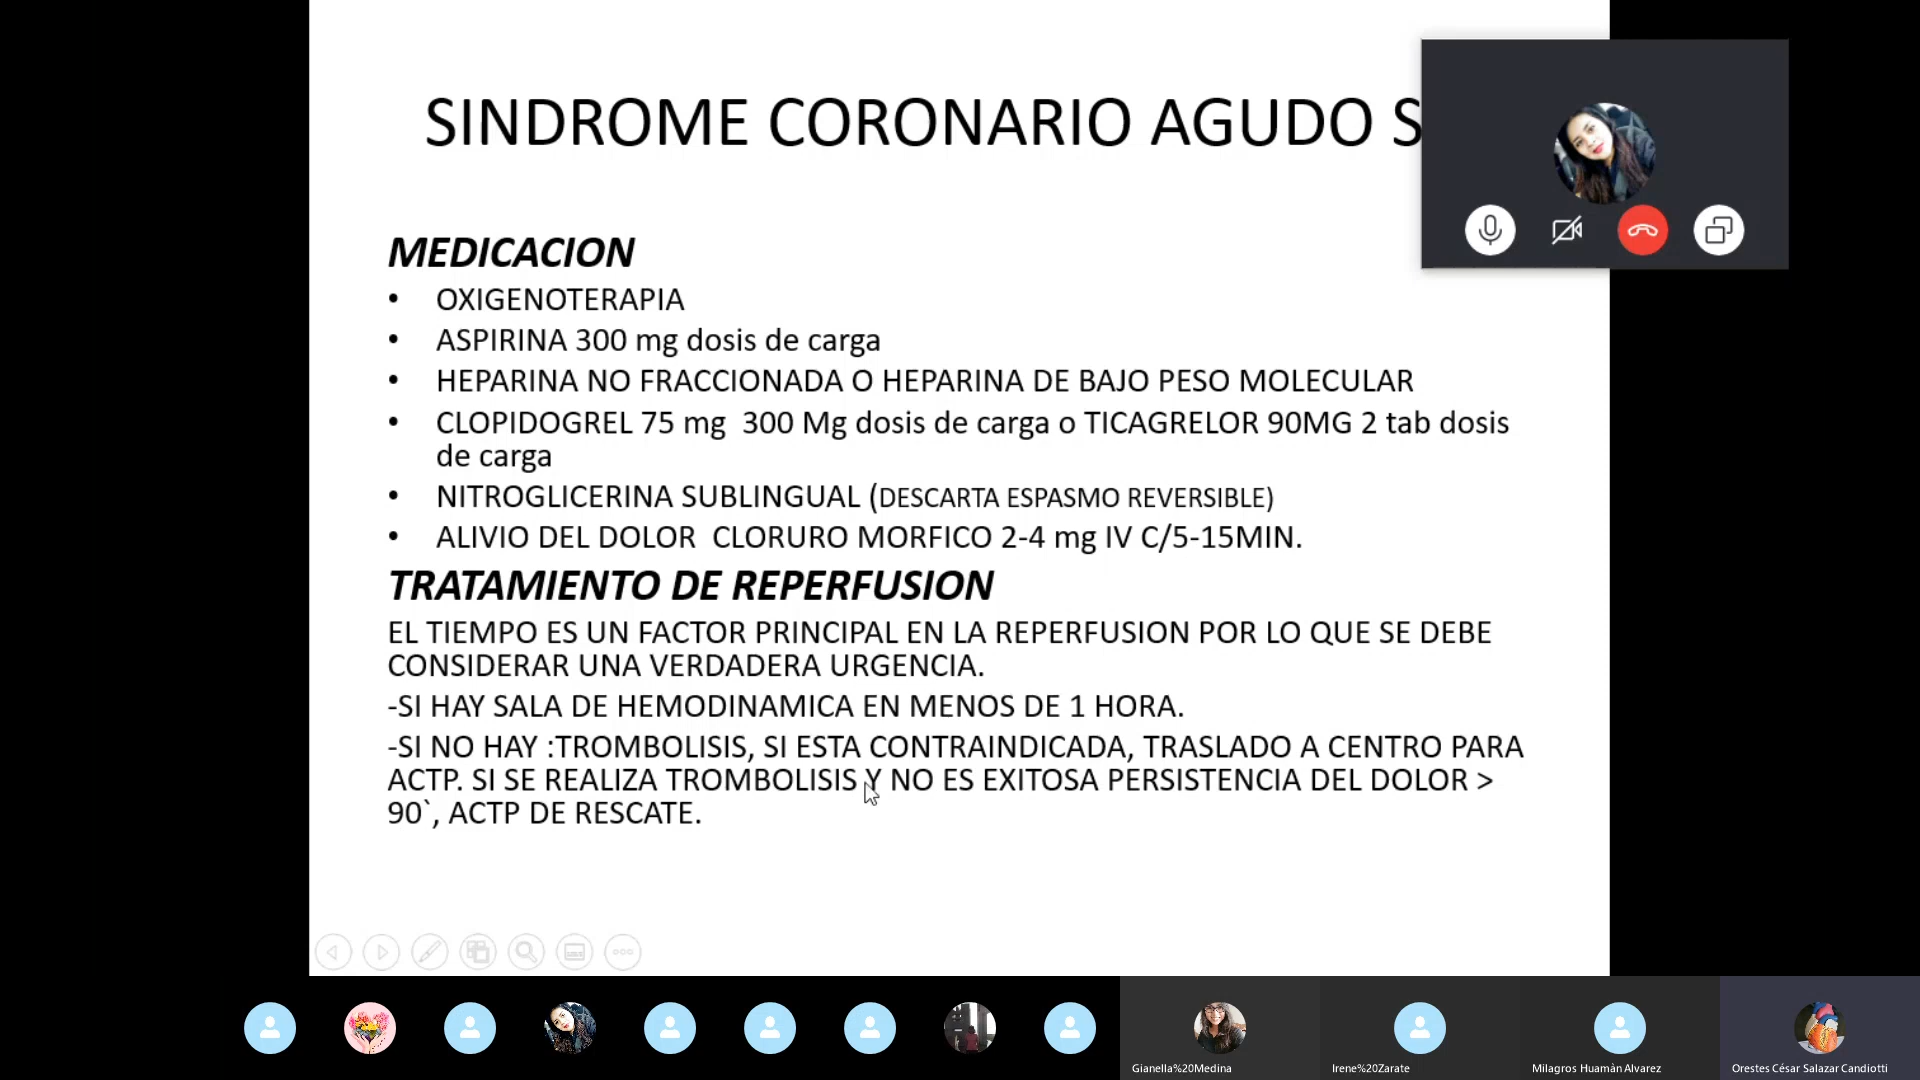 SINDROME CORONARIO AGUDO S
MEDICACION
• OXIGENOTERAPIA
• ASPIRINA 300 mg dosis de carga
• HEPARINA NO FRACCIONADA O HEPARINA DE BAJO PESO MOLECULAR
• CLOPIDOGREL 75 mg  300 Mg dosis de carga o TICAGRELOR 90MG 2 tab dosis
de carga
• NITROGLICERINA SUBLINGUAL (DESCARTA ESPASMO REVERSIBLE)
• ALIVIO DEL DOLOR  CLORURO MORFICO 2-4 mg IV C/5-15MIN.
TRATAMIENTO DE REPERFUSION
EL TIEMPO ES UN FACTOR PRINCIPAL EN LA REPERFUSION POR LO QUE SE DEBE
CONSIDERAR UNA VERDADERA URGENCIA.
-SI HAY SALA DE HEMODINAMICA EN MENOS DE 1 HORA.
-SI NO HAY :TROMBOLISIS, SI ESTA CONTRAINDICADA, TRASLADO A CENTRO PARA
ACTP. SI SE REALIZA TROMBOLISIS Y NO ES EXITOSA PERSISTENCIA DEL DOLOR >
90`, ACTP DE RESCATE.
Gianella%20Medina
Irene%20Zarate
Milagros Huamàn Alvarez
Orestes César Salazar Candiotti